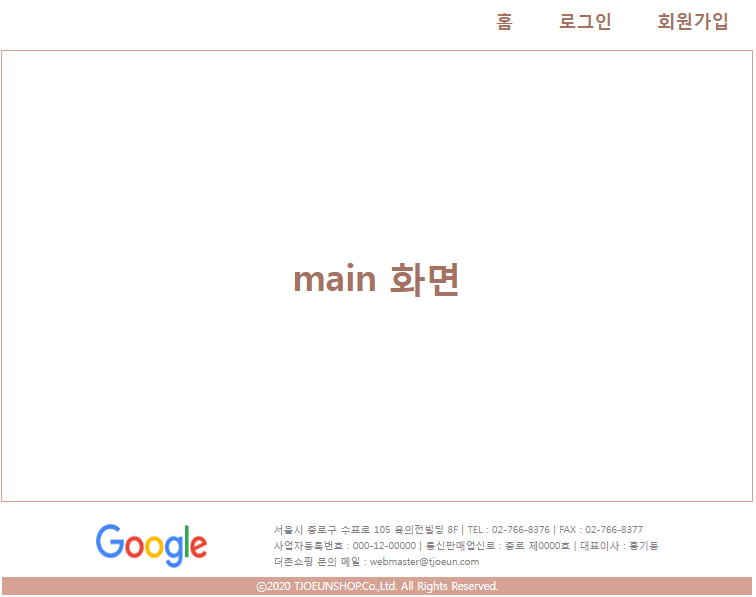 홈 로그인 회원가입
main 화면
Google
서울시 종로구 수표로 105 육의전빌딩 8F | TEL : 02-766-8376 | FAX : 02-766-8377
사업자등록번호 : 000-12-00000 | 통신판매업신로 : 종로 제0000호 | 대표이사 : 홍기동
더존쇼핑 문의 메일 : webmaster@tjoeun.com
ⓒ2020 TJOEUNSHOP.Co.,Ltd. All Rights Reserved.